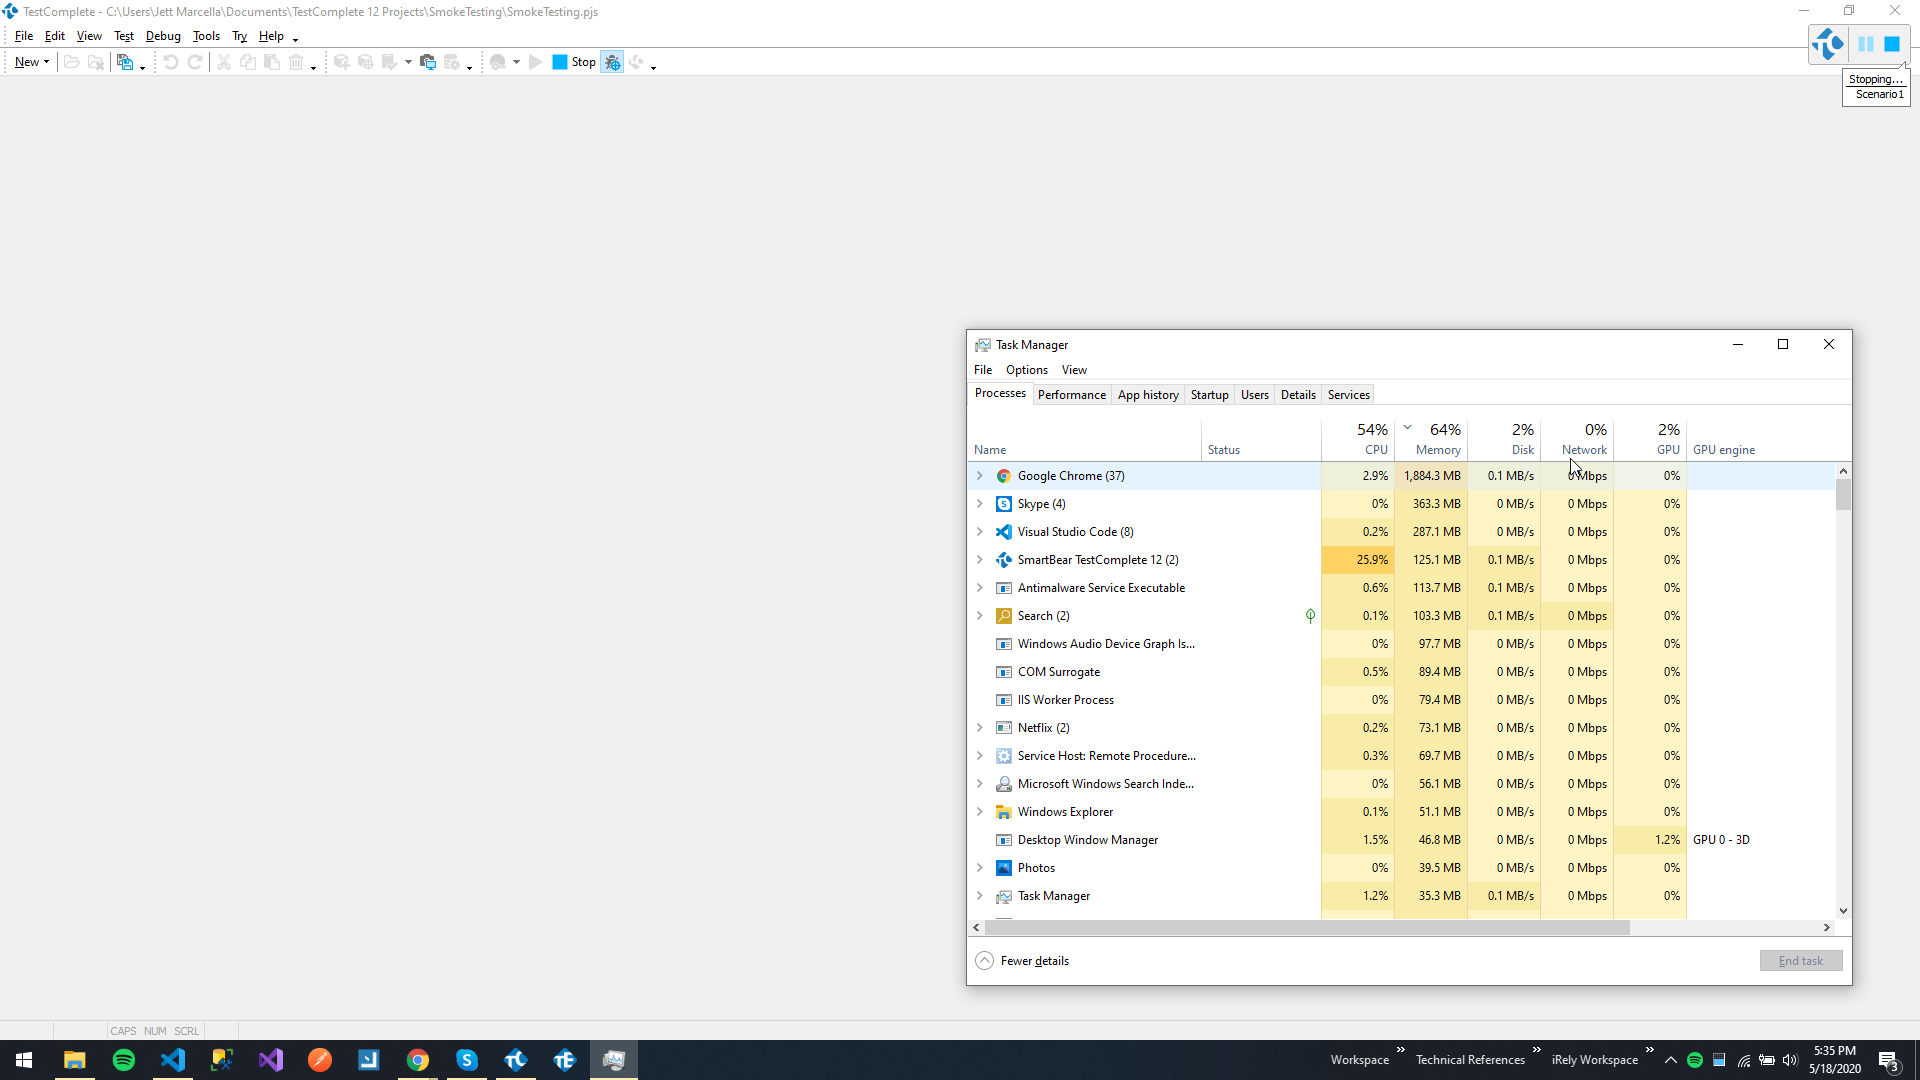 TestComplete - C:\Users\Jett Marcella\Documents\TestComplete 12 Projects\SmokeTesting\SmokeTesting.pjs
File Edit View Test Debug Tools Try Help
New Stop
Stopping...
Scenario1
Task Manager
File Options View
Processes Performance App history Startup Users Details Services
54% 64% 2% 0% 2%
Name Status CPU Memory Disk Network GPU GPU engine
Google Chrome (37) 2.9% 1,884.3 MB 0.1 MB/s 0 Mbps 0%
Skype (4) 0% 363.3 MB 0 MB/s 0 Mbps 0%
Visual Studio Code (8) 0.2% 287.1 MB 0 MB/s 0 Mbps 0%
SmartBear TestComplete 12 (2) 25.9% 125.1 MB 0.1 MB/s 0 Mbps 0%
Antimalware Service Executable 0.6% 113.7 MB 0.1 MB/s 0 Mbps 0%
Search (2) 0.1% 103.3 MB 0.1 MB/s 0 Mbps 0%
Windows Audio Device Graph Is... 0% 97.7 MB 0 MB/s 0 Mbps 0%
COM Surrogate 0.5% 89.4 MB 0 MB/s 0 Mbps 0%
IIS Worker Process 0% 79.4 MB 0 MB/s 0 Mbps 0%
Netflix (2) 0.2% 73.1 MB 0 MB/s 0 Mbps 0%
Service Host: Remote Procedure... 0.3% 69.7 MB 0 MB/s 0 Mbps 0%
Microsoft Windows Search Inde... 0% 56.1 MB 0 MB/s 0 Mbps 0%
Windows Explorer 0.1% 51.1 MB 0 MB/s 0 Mbps 0%
Desktop Window Manager 1.5% 46.8 MB 0 MB/s 0 Mbps 1.2% GPU 0 - 3D
Photos 0% 39.5 MB 0 MB/s 0 Mbps 0%
Task Manager 1.2% 35.3 MB 0.1 MB/s 0 Mbps 0%
Fewer details End task
CAPS NUM SCRL
Workspace » Technical References » iRely Workspace » 5:35 PM
5/18/2020 3